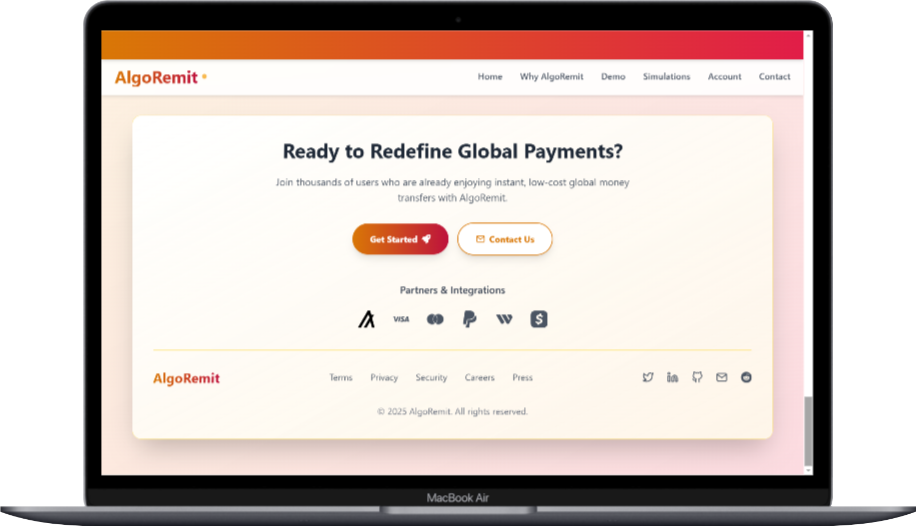 AlgoRemit
Home Why AlgoRemit Demo Simulations Account Contact
Ready to Redefine Global Payments?
Join thousands of users who are already enjoying instant, low-cost global money
transfers with AlgoRemit.
Get Started Contact Us
Partners & Integrations
VISA
AlgoRemit Terms Privacy Security Careers Press
© 2025 AlgoRemit. All rights reserved.
MacBook Air